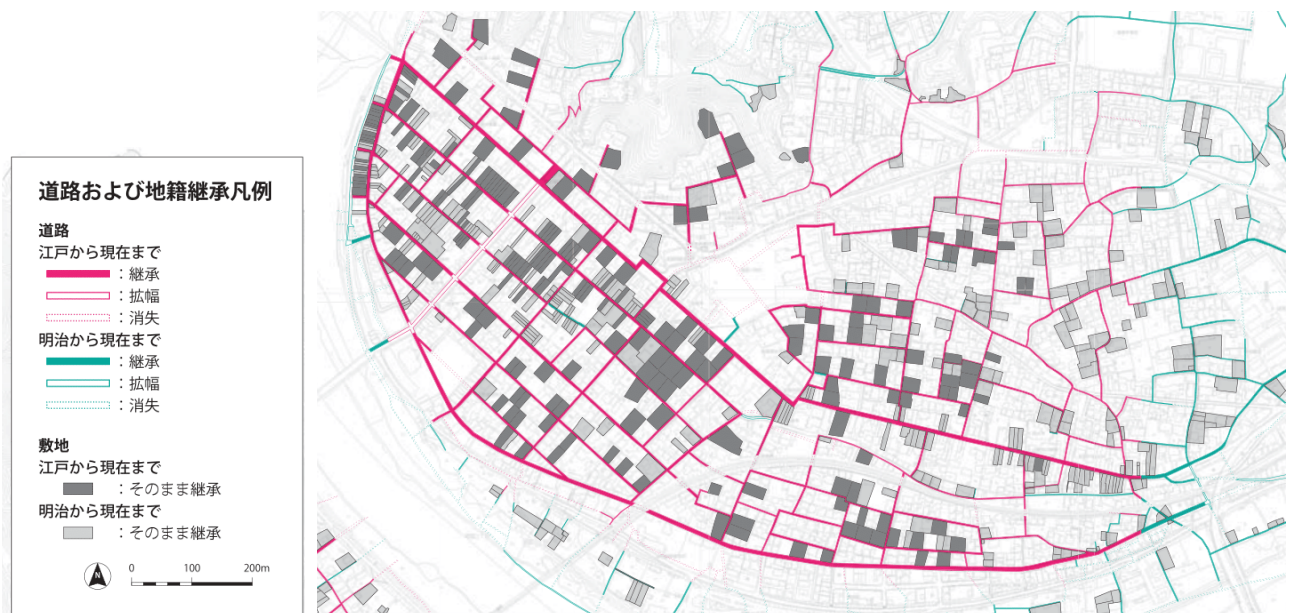 道路および地籍継承凡例
道路
江戸から現在まで
：継承
：拡幅
：消失
明治から現在まで
：継承
：拡幅
：消失
敷地
江戸から現在まで
：そのまま継承
明治から現在まで
：そのまま継承
N
0 100 200m